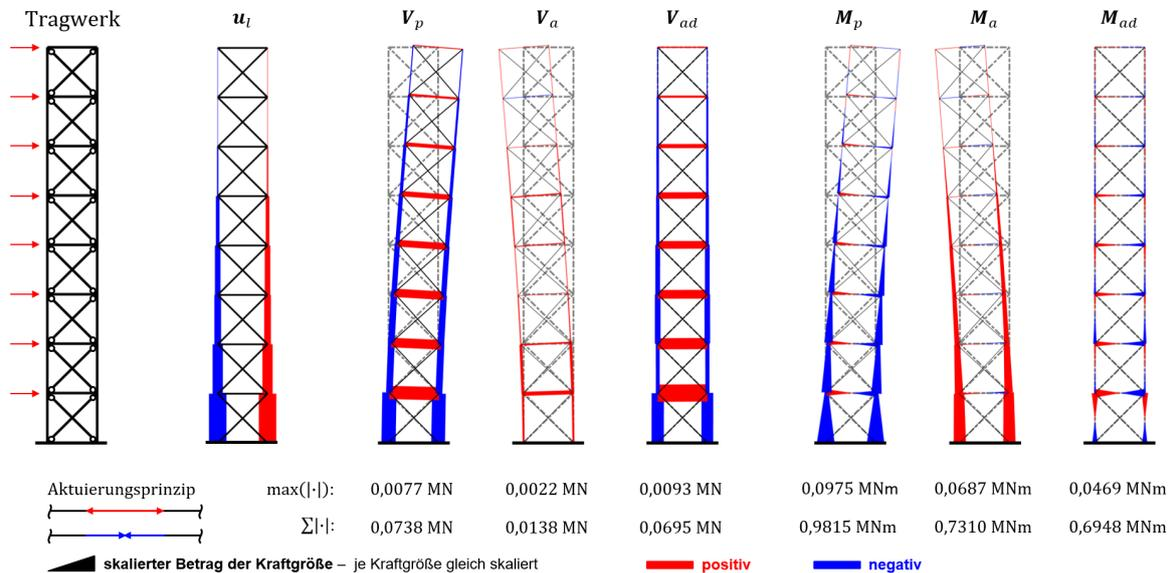 Tragwerk u_l V_p V_a V_ad M_p M_a M_ad
Aktuierungsprinzip max(|·|): 0,0077 MN 0,0022 MN 0,0093 MN 0,0975 MNm 0,0687 MNm 0,0469 MNm
∑|·|: 0,0738 MN 0,0138 MN 0,0695 MN 0,9815 MNm 0,7310 MNm 0,6948 MNm
skalierter Betrag der Kraftgröße – je Kraftgröße gleich skaliert positiv negativ